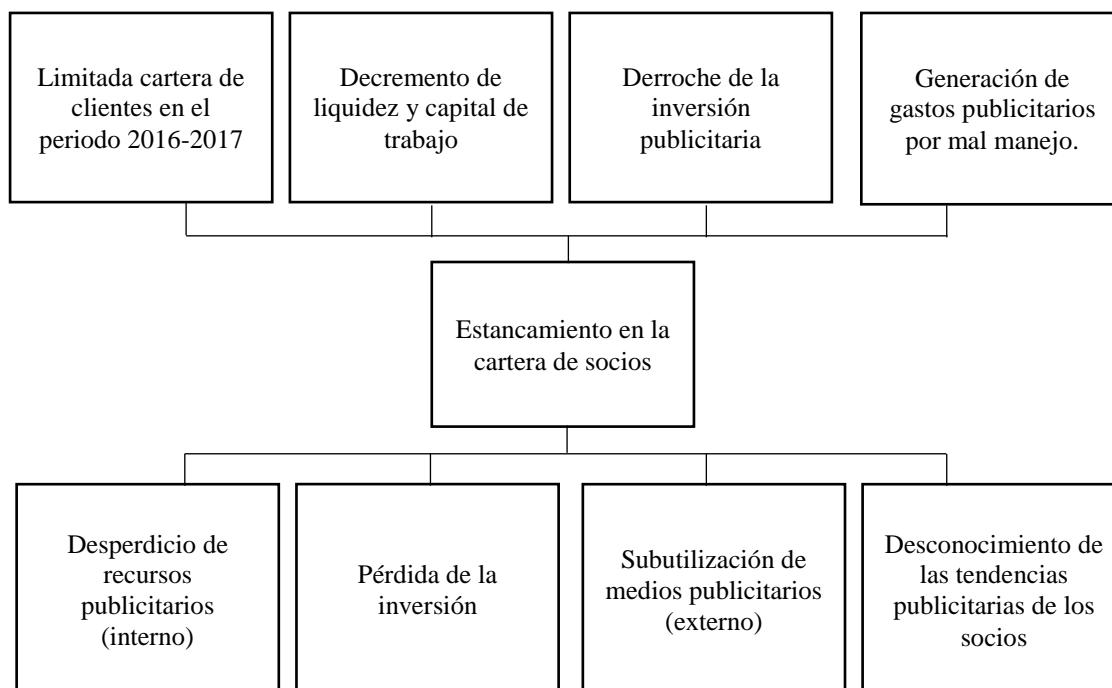 Limitada cartera de
clientes en el
periodo 2016-2017
Decremento de
liquidez y capital de
trabajo
Derroche de la
inversión
publicitaria
Generación de
gastos publicitarios
por mal manejo.
Estancamiento en la
cartera de socios
Desperdicio de
recursos
publicitarios
(interno)
Pérdida de la
inversión
Subutilización de
medios publicitarios
(externo)
Desconocimiento de
las tendencias
publicitarias de los
socios